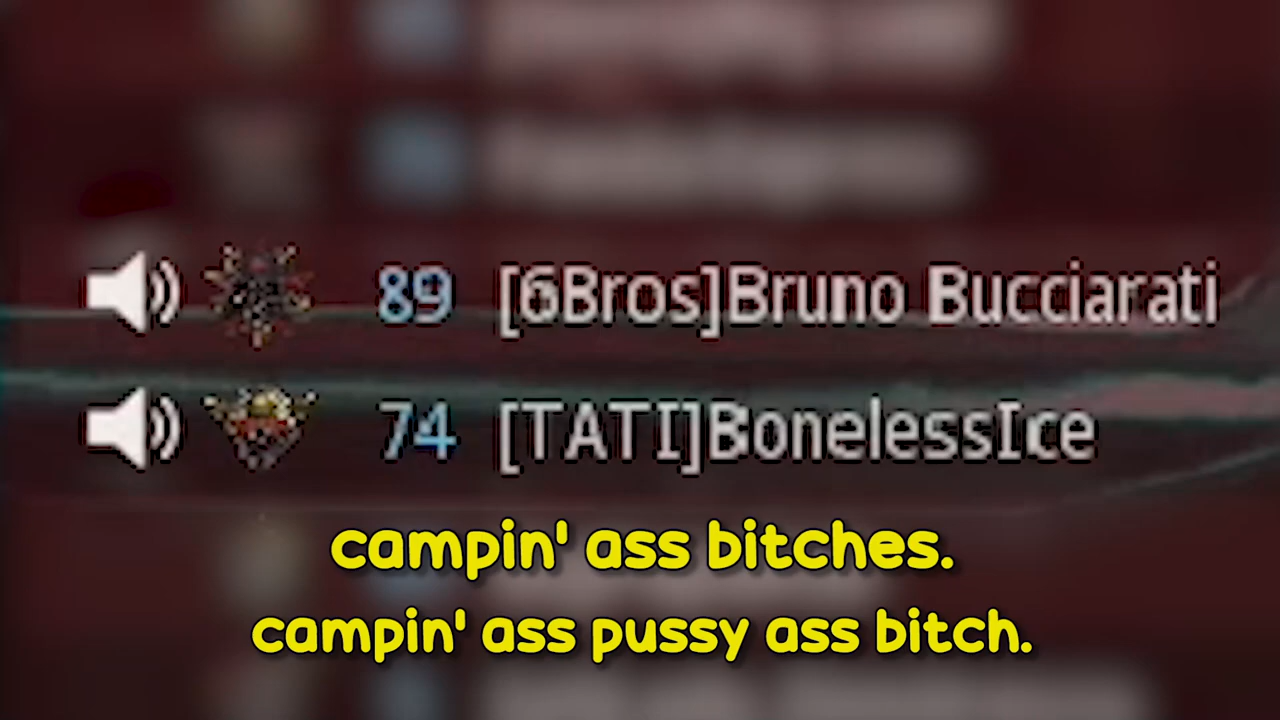 89 [6Bros]Bruno Bucciarati
74 [TATI]BonelessIce
campin' ass bitches.
campin' ass pussy ass bitch.